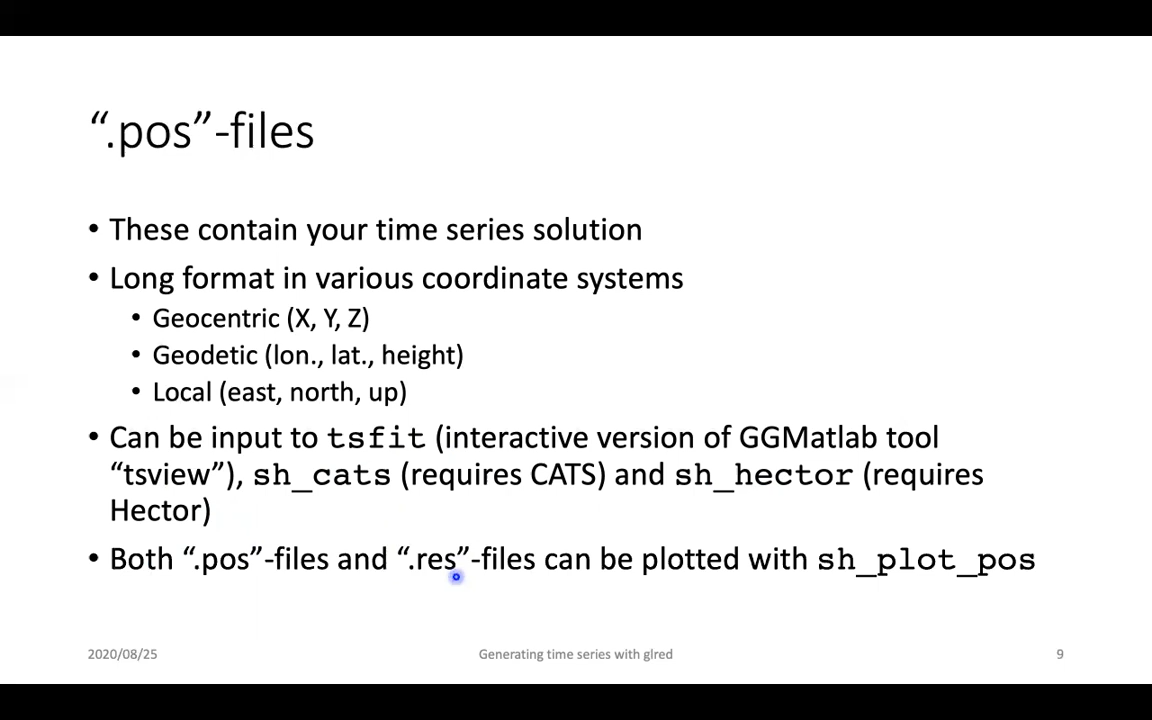 “.pos”-files
• These contain your time series solution
• Long format in various coordinate systems
• Geocentric (X, Y, Z)
• Geodetic (lon., lat., height)
• Local (east, north, up)
• Can be input to tsfit (interactive version of GGMatlab tool
“tsview”), sh_cats (requires CATS) and sh_hector (requires
Hector)
• Both “.pos”-files and “.res”-files can be plotted with sh_plot_pos
2020/08/25
Generating time series with glred
9